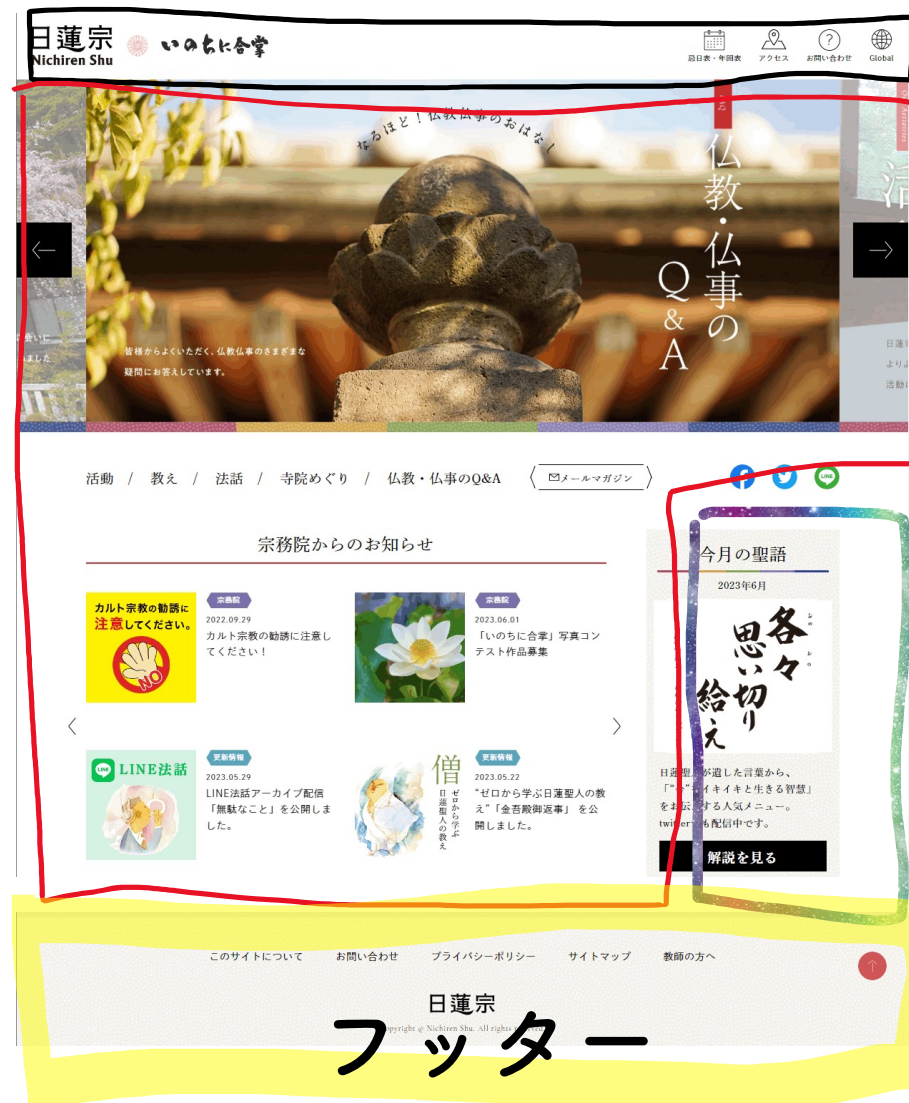 日蓮宗
Nichiren Shu
いのちに合掌
忌日表・年回表
アクセス
お問い合わせ
Global
なるほど！仏教仏事のおはなし
仏教・仏事の
Q&A
皆様からよくいただく、仏教仏事のさまざまな
疑問にお答えしています。
活動 / 教え / 法話 / 寺院めぐり / 仏教・仏事のQ&A
メールマガジン
LINE
宗務院からのお知らせ
カルト宗教の勧誘に
注意してください。
NO
宗務院
2022.09.29
カルト宗教の勧誘に注意し
てください！
宗務院
2023.06.01
「いのちに合掌」写真コン
テスト作品募集
LINE法話
更新情報
2023.05.29
LINE法話アーカイブ配信
「無駄なこと」を公開しま
した。
僧
ゼロから学ぶ
日蓮聖人の教え
更新情報
2023.05.22
“ゼロから学ぶ日蓮聖人の教
え”「金吾殿御返事」 を公
開しました。
今月の聖語
2023年6月
各々
思い切り
給え
が遺した言葉から、
イキイキと生きる智慧」
する人気メニュー。
も配信中です。
解説を見る
このサイトについて
お問い合わせ
プライバシーポリシー
サイトマップ
教師の方へ
日蓮宗
Nichiren Shu. All rights
フッター